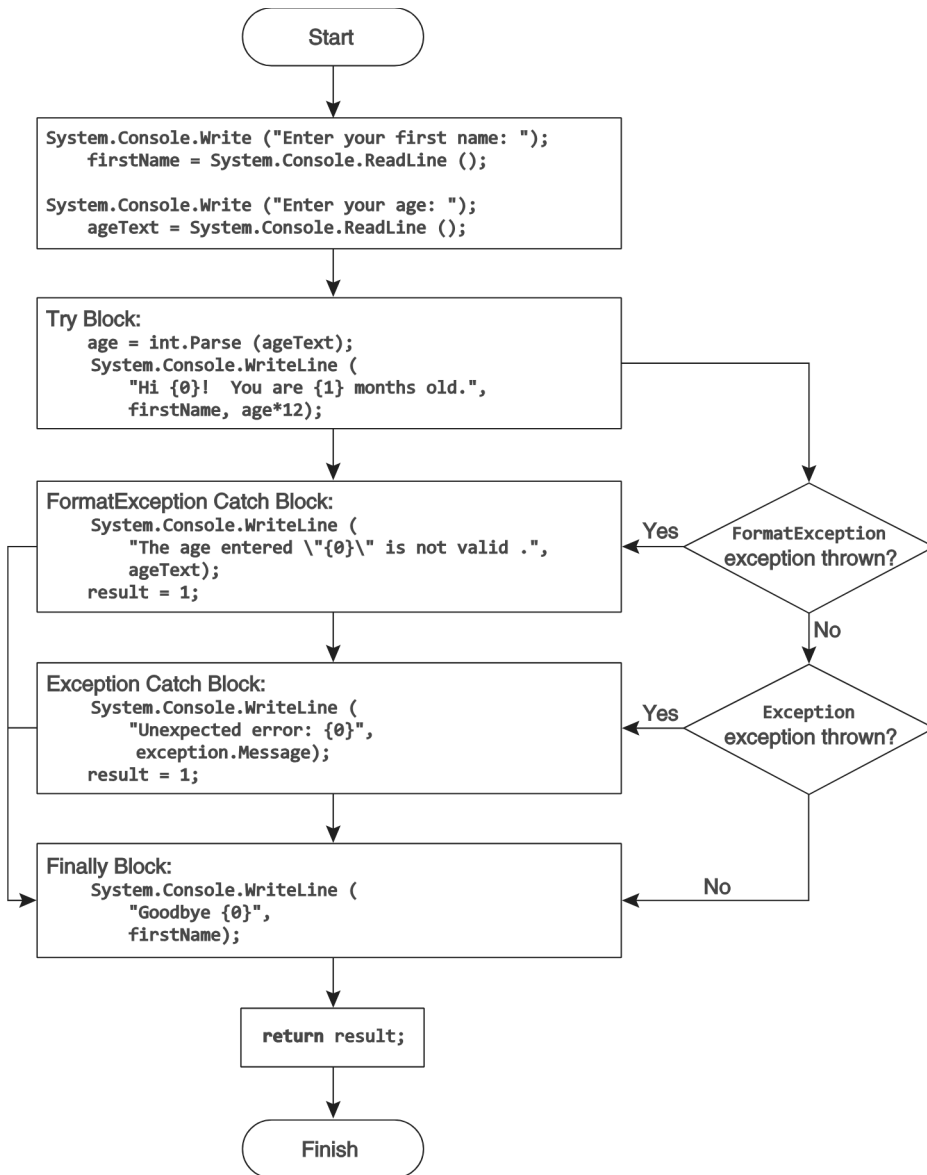 Start
System.Console.Write ("Enter your first name: ");
firstName = System.Console.ReadLine ();
System.Console.Write ("Enter your age: ");
ageText = System.Console.ReadLine ();
Try Block:
age = int.Parse (ageText);
System.Console.WriteLine (
"Hi {0}!  You are {1} months old.",
firstName, age*12);
FormatException Catch Block:
System.Console.WriteLine (
"The age entered \"{0}\" is not valid .",
ageText);
result = 1;
Yes
FormatException
exception thrown?
No
Exception Catch Block:
System.Console.WriteLine (
"Unexpected error: {0}",
exception.Message);
result = 1;
Yes
Exception
exception thrown?
No
Finally Block:
System.Console.WriteLine (
"Goodbye {0}",
firstName);
return result;
Finish